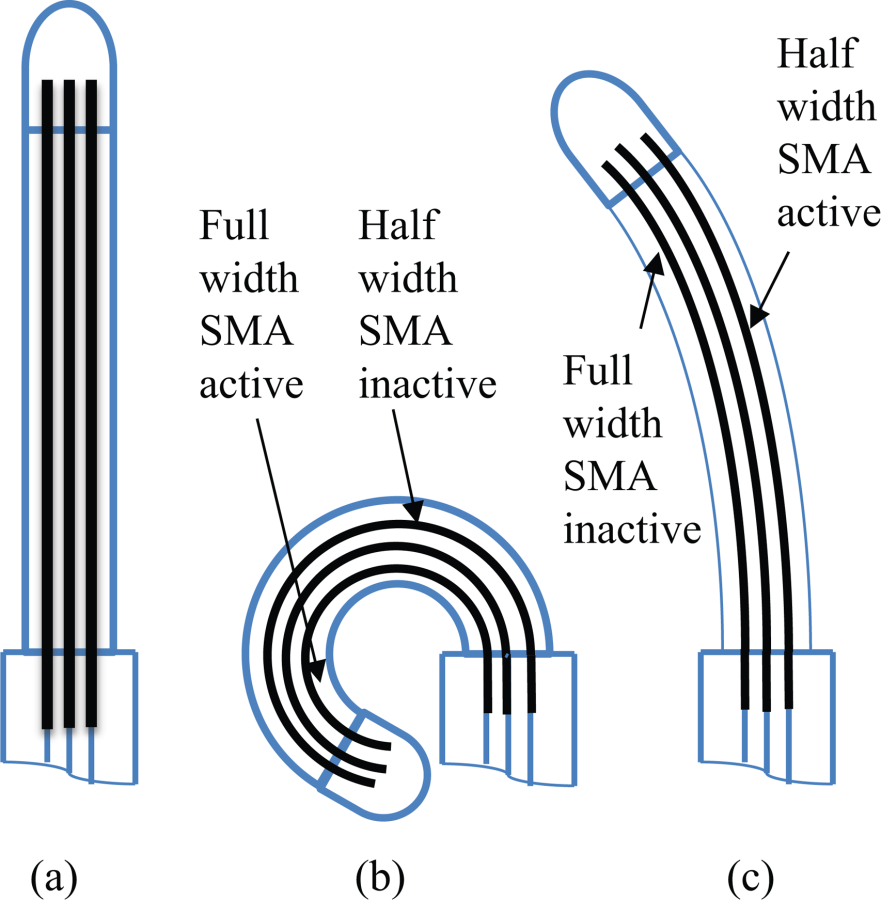 Half
width
SMA
active
Full
width
SMA
active
Half
width
SMA
inactive
Full
width
SMA
inactive
(a)
(b)
(c)